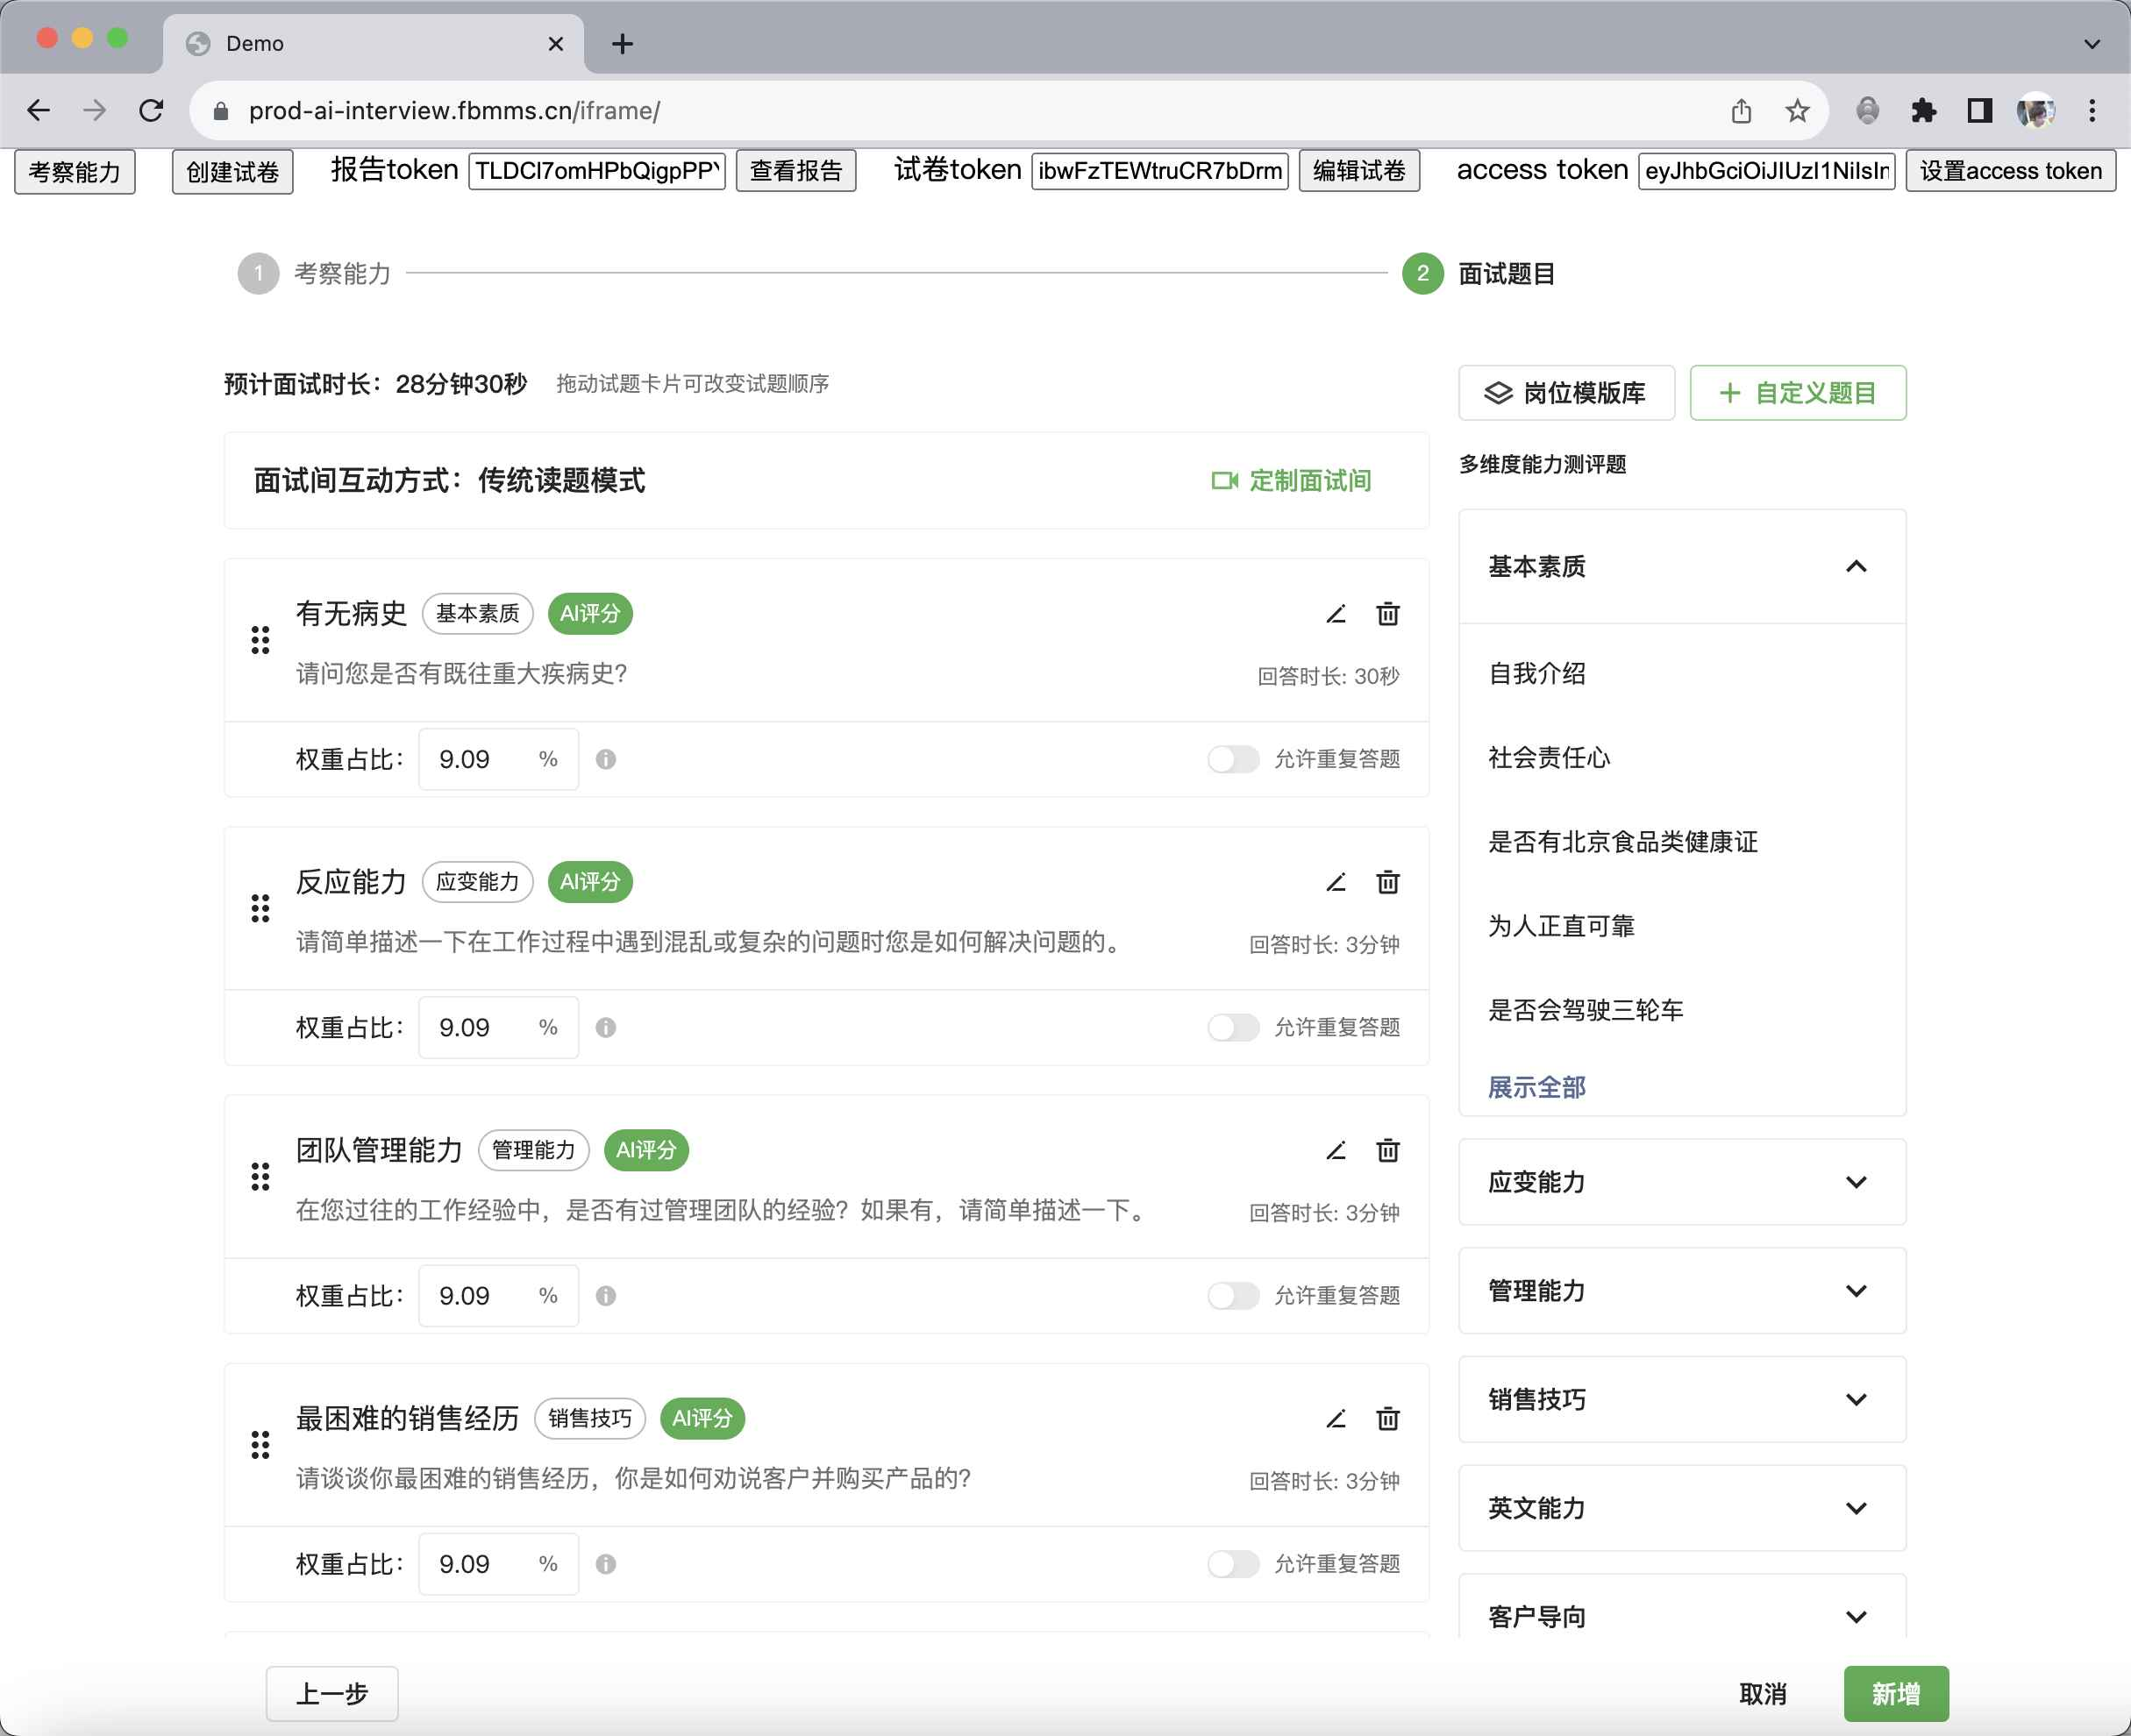 Demo
prod-ai-interview.fbmms.cn/iframe/
考察能力 创建试卷 报告token TLDCl7omHPbQigpPPY 查看报告 试卷token ibwFzTEWtruCR7bDrm 编辑试卷 access token eyJhbGciOiJIUzI1NiIsIn 设置access token
1 考察能力 2 面试题目
预计面试时长：28分钟30秒 拖动试题卡片可改变试题顺序
面试间互动方式：传统读题模式 定制面试间
有无病史 基本素质 AI评分
请问您是否有既往重大疾病史？ 回答时长: 30秒
权重占比： 9.09 % 允许重复答题
反应能力 应变能力 AI评分
请简单描述一下在工作过程中遇到混乱或复杂的问题时您是如何解决问题的。 回答时长: 3分钟
权重占比： 9.09 % 允许重复答题
团队管理能力 管理能力 AI评分
在您过往的工作经验中，是否有过管理团队的经验？如果有，请简单描述一下。 回答时长: 3分钟
权重占比： 9.09 % 允许重复答题
最困难的销售经历 销售技巧 AI评分
请谈谈你最困难的销售经历，你是如何劝说客户并购买产品的？ 回答时长: 3分钟
权重占比： 9.09 % 允许重复答题
岗位模版库 自定义题目
多维度能力测评题
基本素质
自我介绍
社会责任心
是否有北京食品类健康证
为人正直可靠
是否会驾驶三轮车
展示全部
应变能力
管理能力
销售技巧
英文能力
客户导向
上一步 取消 新增